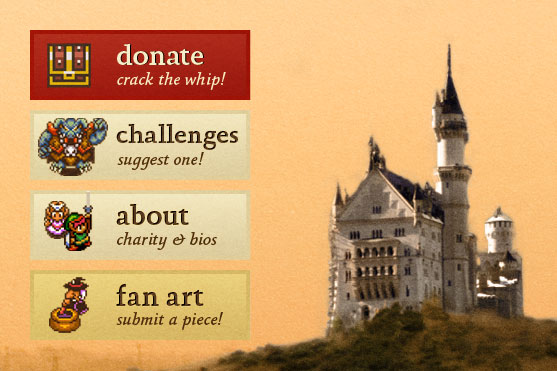 donate
crack the whip!
challenges
suggest one!
about
charity & bios
fan art
submit a piece!